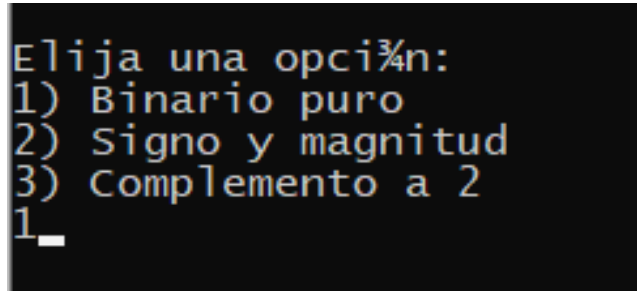 Elija una opci¾n:
1) Binario puro
2) Signo y magnitud
3) Complemento a 2
1